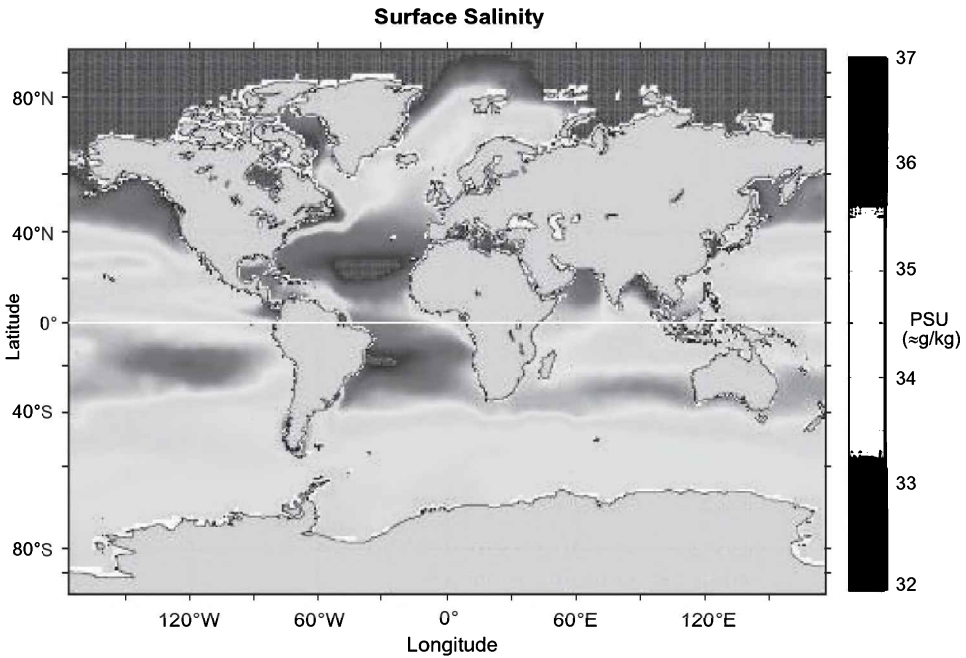 Surface Salinity
80°N
40°N
0°
40°S
80°S
Latitude
120°W
60°W
0°
60°E
120°E
Longitude
37
36
35
34
33
32
PSU
(≈g/kg)